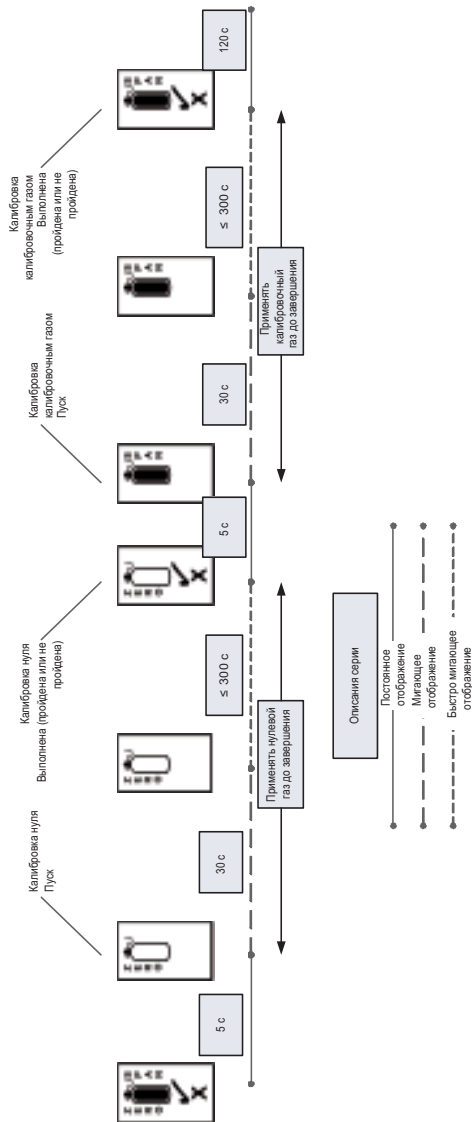 Калибровка нуля
Пуск
Калибровка нуля
Выполнена (пройдена или не
пройдена)
Калибровка
калибровочным газом
Пуск
Калибровка
калибровочным газом
Выполнена
(пройдена или не
пройдена)
5 с
30 с
≤ 300 с
5 с
30 с
≤ 300 с
120 с
Применять нулевой
газ до завершения
Применять
калибровочный
газ до завершения
Описания серии
Постоянное
отображение
Мигающее
отображение
Быстро мигающее
отображение